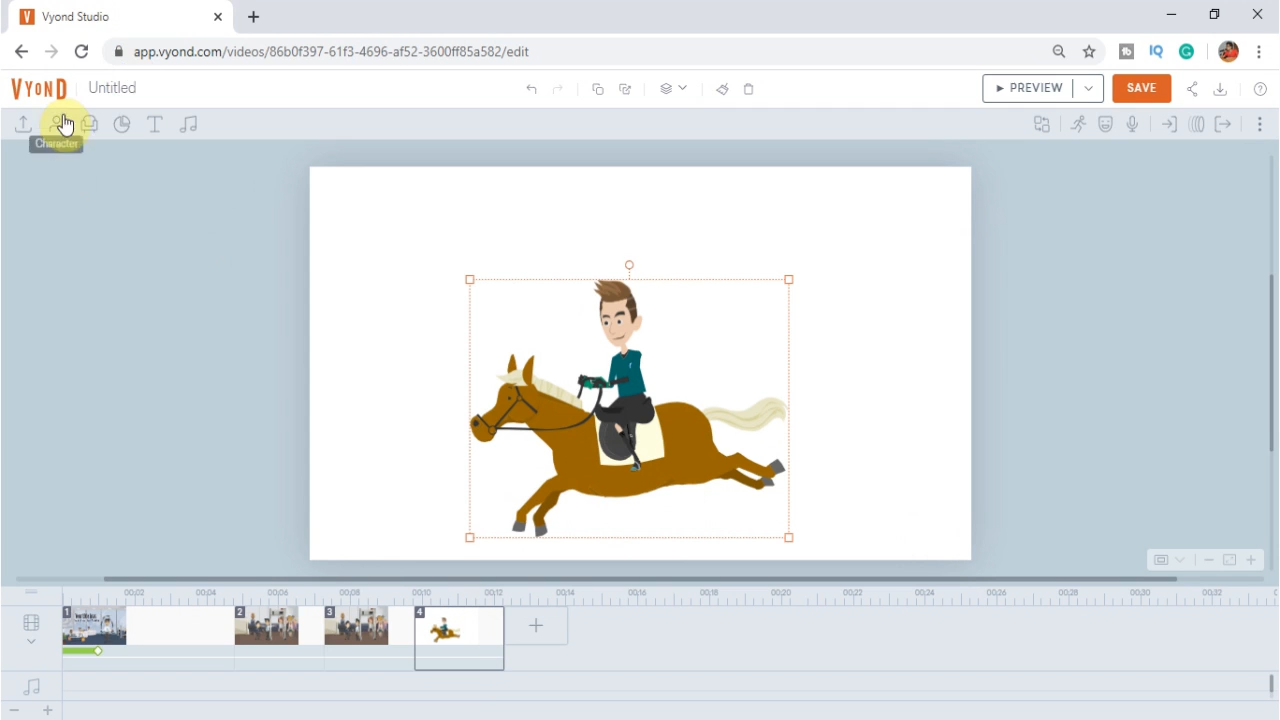 Vyond Studio
app.vyond.com/videos/86b0f397-61f3-4696-af52-3600ff85a582/edit
VYOND
Untitled
PREVIEW
SAVE
Character
00;02 00;04 00;06 00;08 00;10 00;12 00;14 00;16 00;18 00;20 00;22 00;24 00;26 00;28 00;30 00;32
1 2 3 4